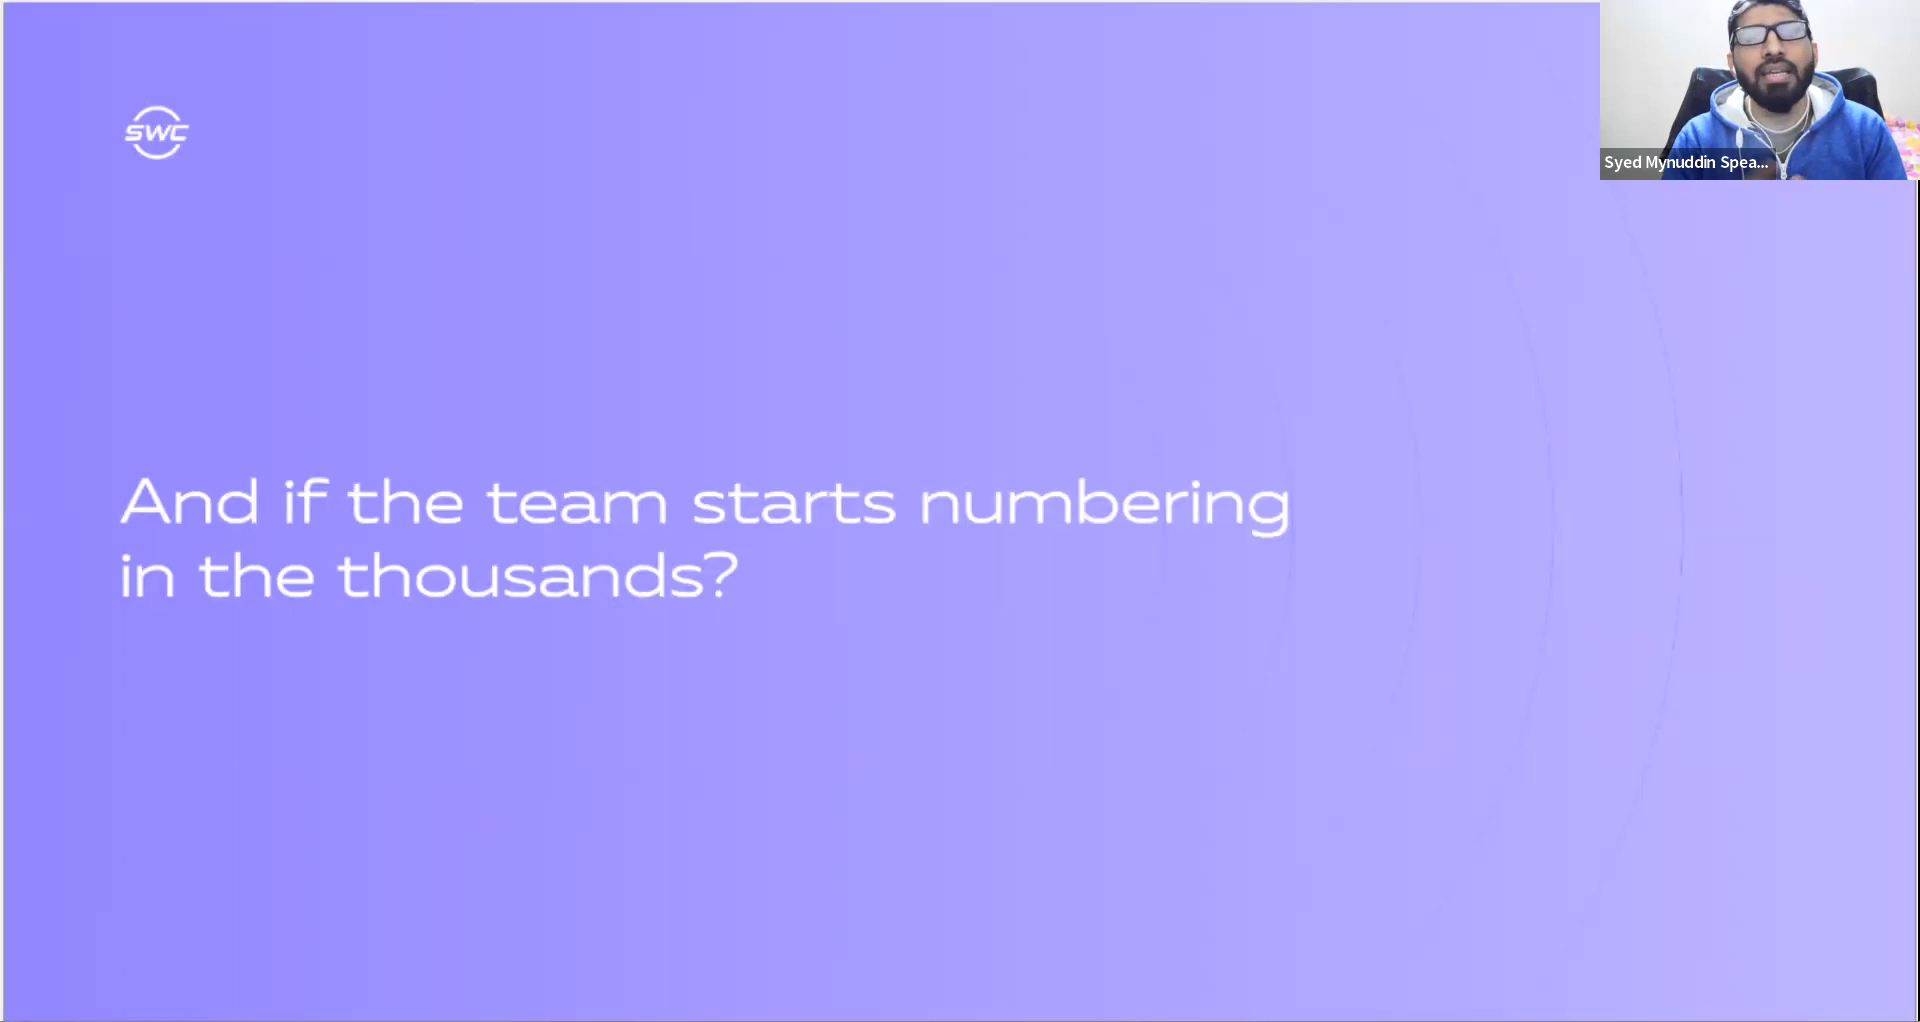 SWC
Syed Mynuddin Spea...
And if the team starts numbering
in the thousands?